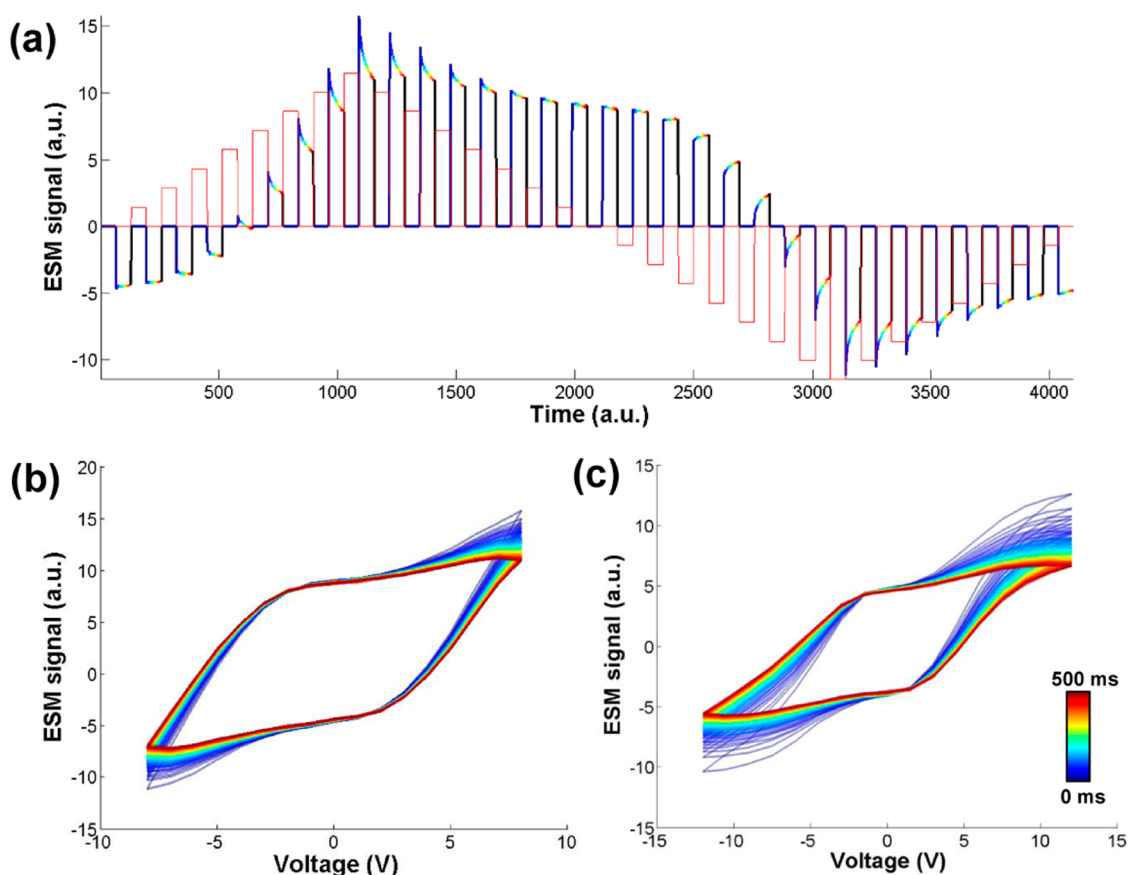 (a)
ESM signal (a,u.)
15
10
5
0
-5
-10
500 1000 1500 2000 2500 3000 3500 4000
Time (a.u.)
(b)
ESM signal (a.u.)
20
15
10
5
0
-5
-10
-15
-10 -5 0 5 10
Voltage (V)
(c)
ESM signal (a.u.)
15
10
5
0
-5
-10
-15
-15 -10 -5 0 5 10 15
Voltage (V)
500 ms
0 ms